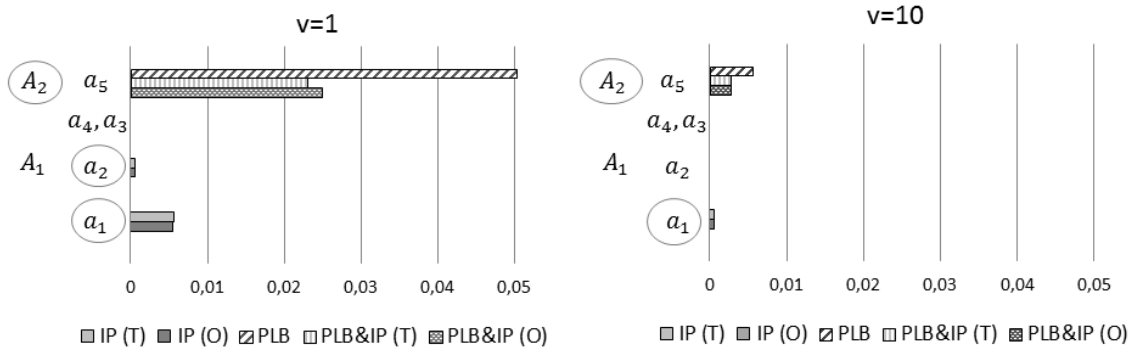 v=1
A₂ a₅
a₄, a₃
A₁ a₂
a₁
0 0,01 0,02 0,03 0,04 0,05
IP (T) IP (O) PLB PLB&IP (T) PLB&IP (O)
v=10
A₂ a₅
a₄, a₃
A₁ a₂
a₁
0 0,01 0,02 0,03 0,04 0,05
IP (T) IP (O) PLB PLB&IP (T) PLB&IP (O)